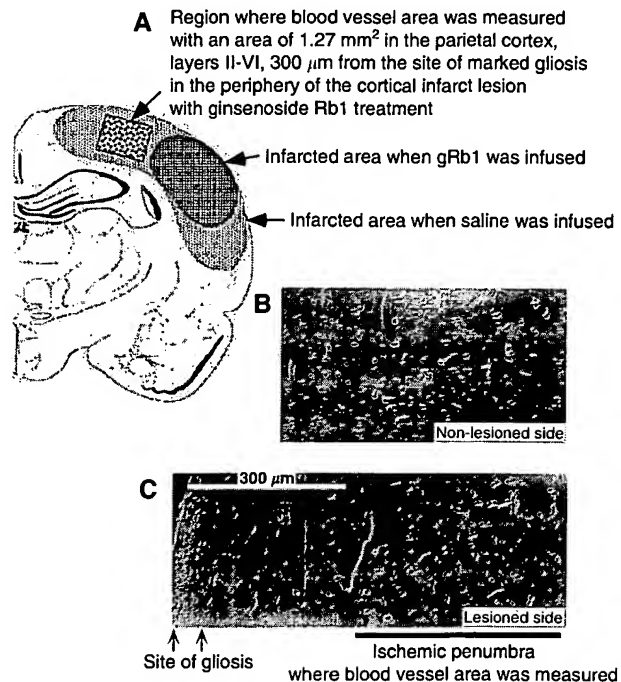 A Region where blood vessel area was measured
with an area of 1.27 mm² in the parietal cortex,
layers II-VI, 300 μm from the site of marked gliosis
in the periphery of the cortical infarct lesion
with ginsenoside Rb1 treatment
Infarcted area when gRb1 was infused
Infarcted area when saline was infused
B
Non-lesioned side
C
300 μm
Lesioned side
Site of gliosis
Ischemic penumbra
where blood vessel area was measured